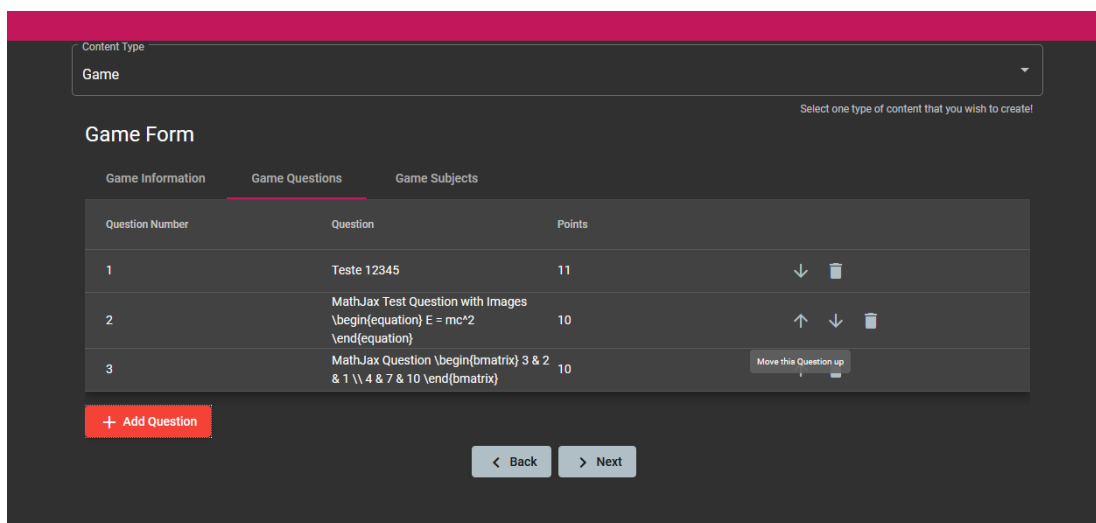 Content Type
Game
Select one type of content that you wish to create!
Game Form
Game Information Game Questions Game Subjects
Question Number Question Points
1 Teste 12345 11
MathJax Test Question with Images
2 \begin{equation} E = mc^2 10
\end{equation}
Move this Question up
MathJax Question \begin{bmatrix} 3 & 2
3 & 1 \\ 4 & 7 & 10 \end{bmatrix} 10
+ Add Question
< Back > Next